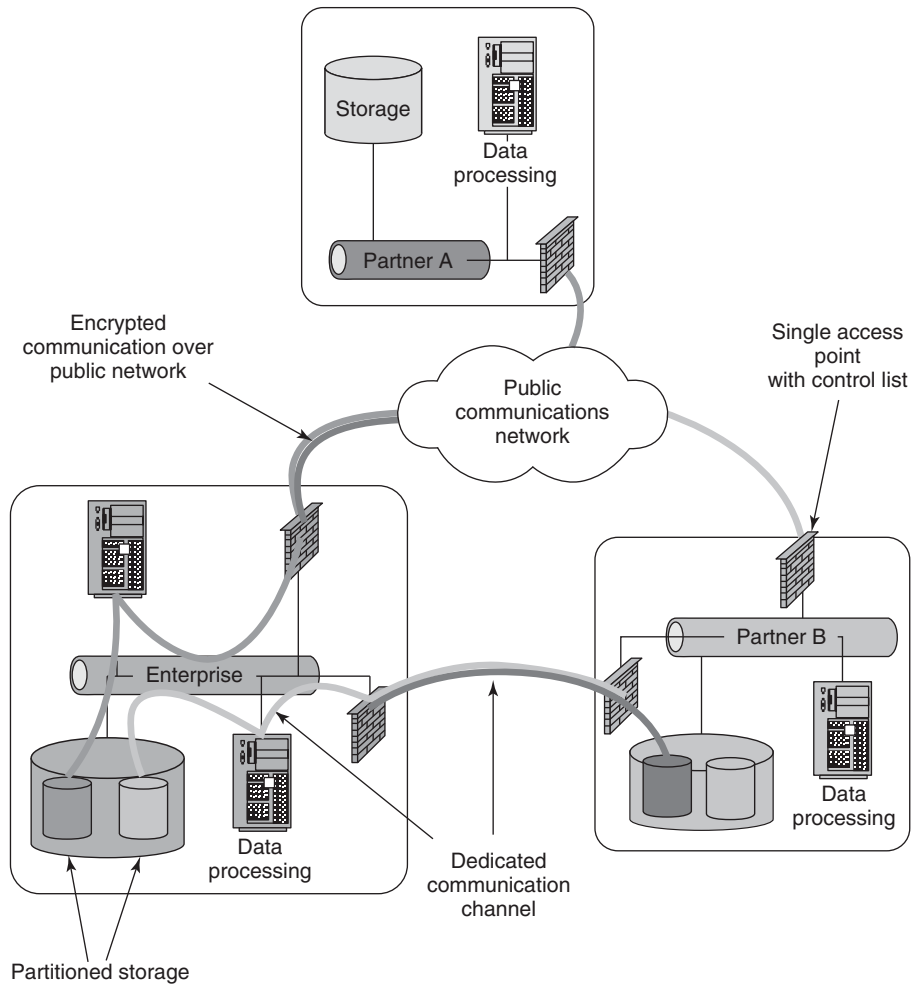 Storage
Data
processing
Partner A
Encrypted
communication over
public network
Single access
point
with control list
Public
communications
network
Enterprise
Partner B
Data
processing
Data
processing
Dedicated
communication
channel
Partitioned storage